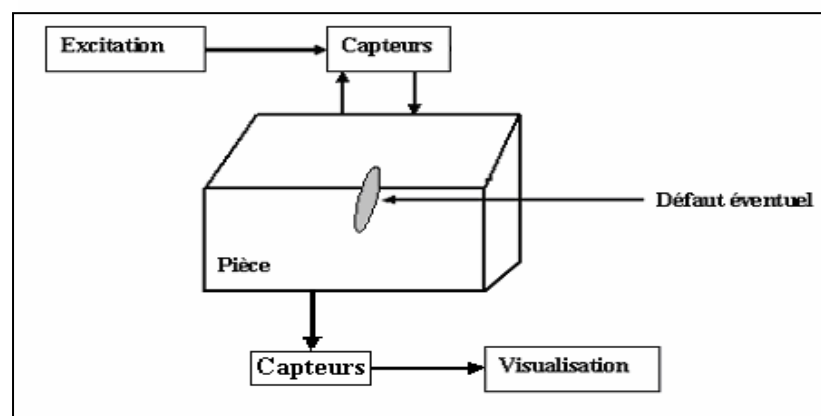 Excitation
Capteurs
Défaut éventuel
Pièce
Capteurs
Visualisation